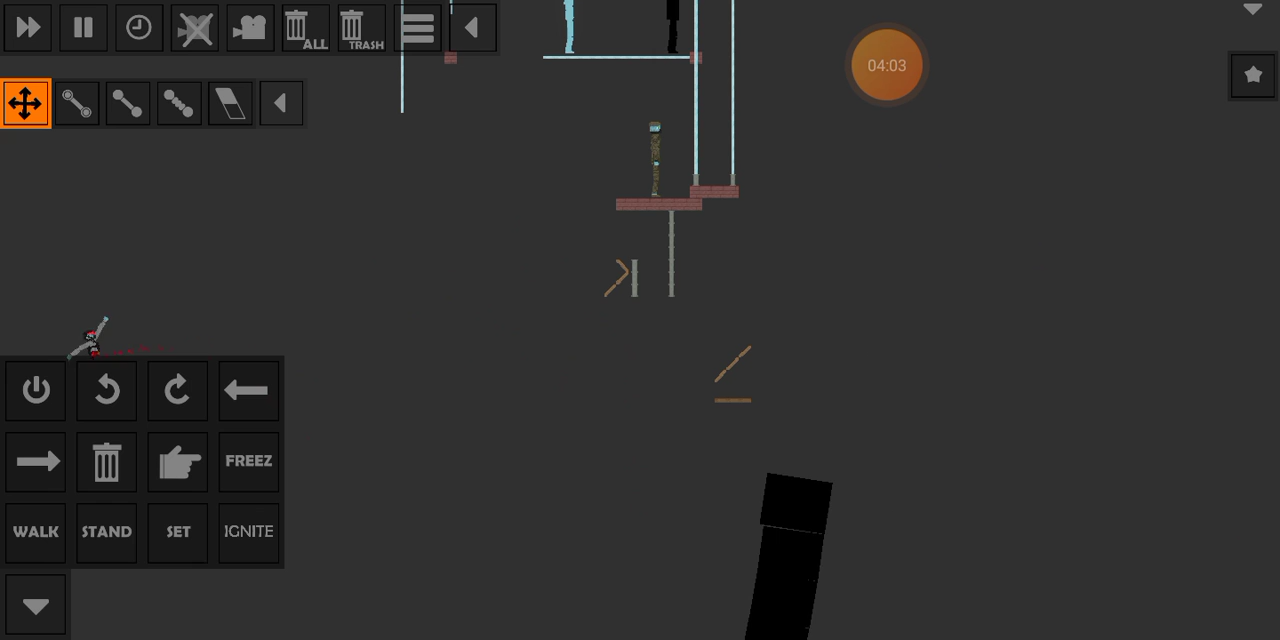 ALL
TRASH
04:03
FREEZ
WALK
STAND
SET
IGNITE